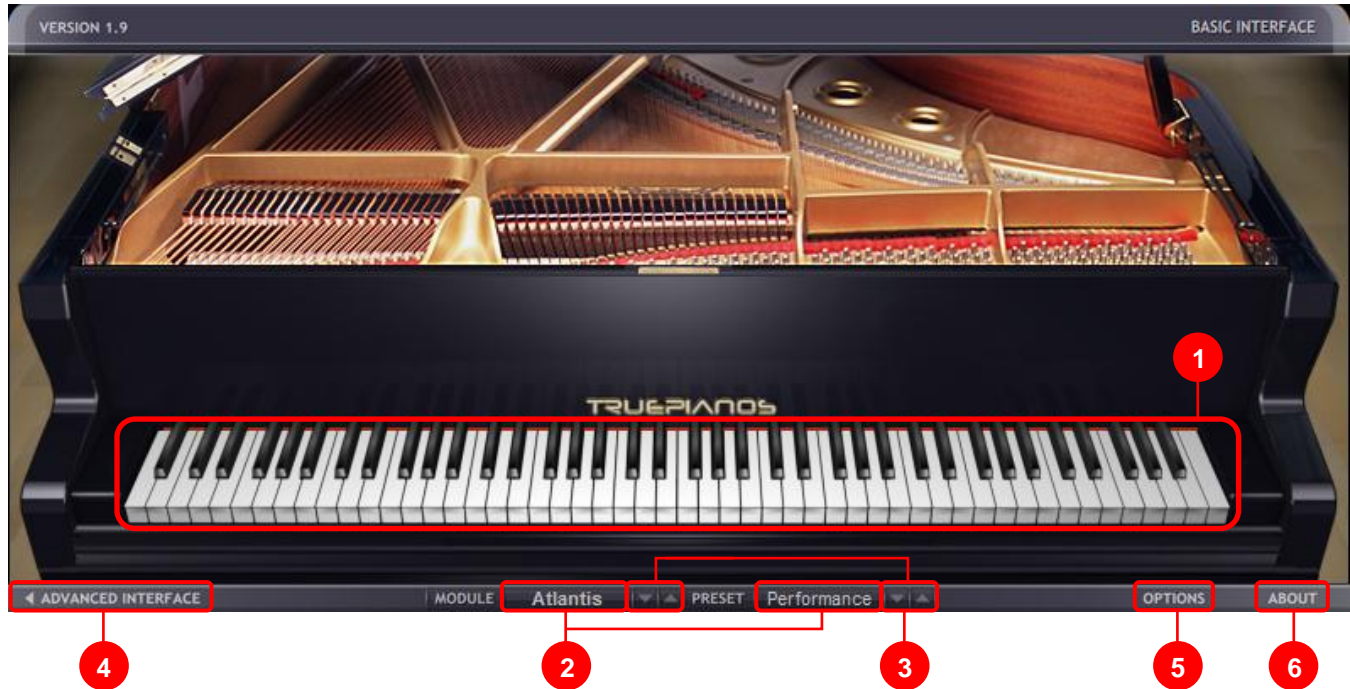 VERSION 1.9 BASIC INTERFACE
1
TRUEPIANOS
ADVANCED INTERFACE MODULE Atlantis PRESET Performance OPTIONS ABOUT
4 2 3 5 6